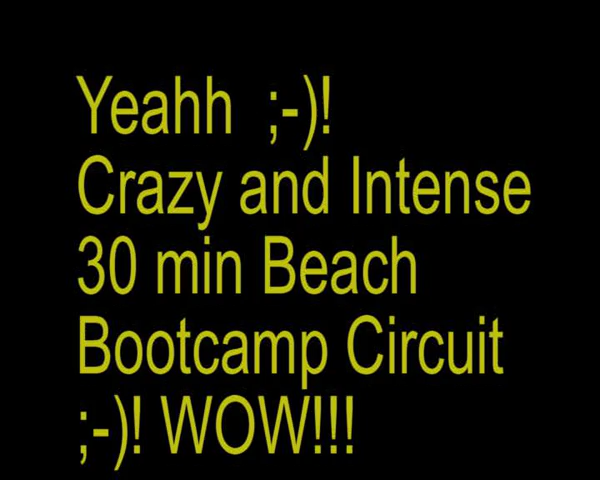 Yeahh  ;-)!
Crazy and Intense
30 min Beach
Bootcamp Circuit
;-)! WOW!!!